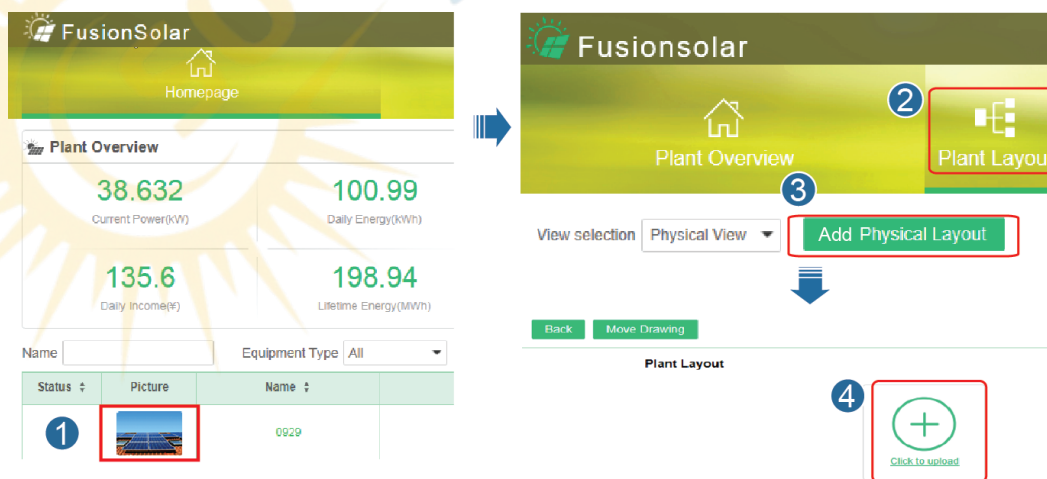 FusionSolar
Homepage
Plant Overview
38.632
100.99
Current Power(kW)
Daily Energy(kWh)
135.6
198.94
Daily Income(¥)
Lifetime Energy(MWh)
Name
Equipment Type All
Status Picture Name
1
0929
Fusionsolar
2
Plant Overview
Plant Layou
3
View selection Physical View
Add Physical Layout
Back Move Drawing
Plant Layout
4
Click to upload